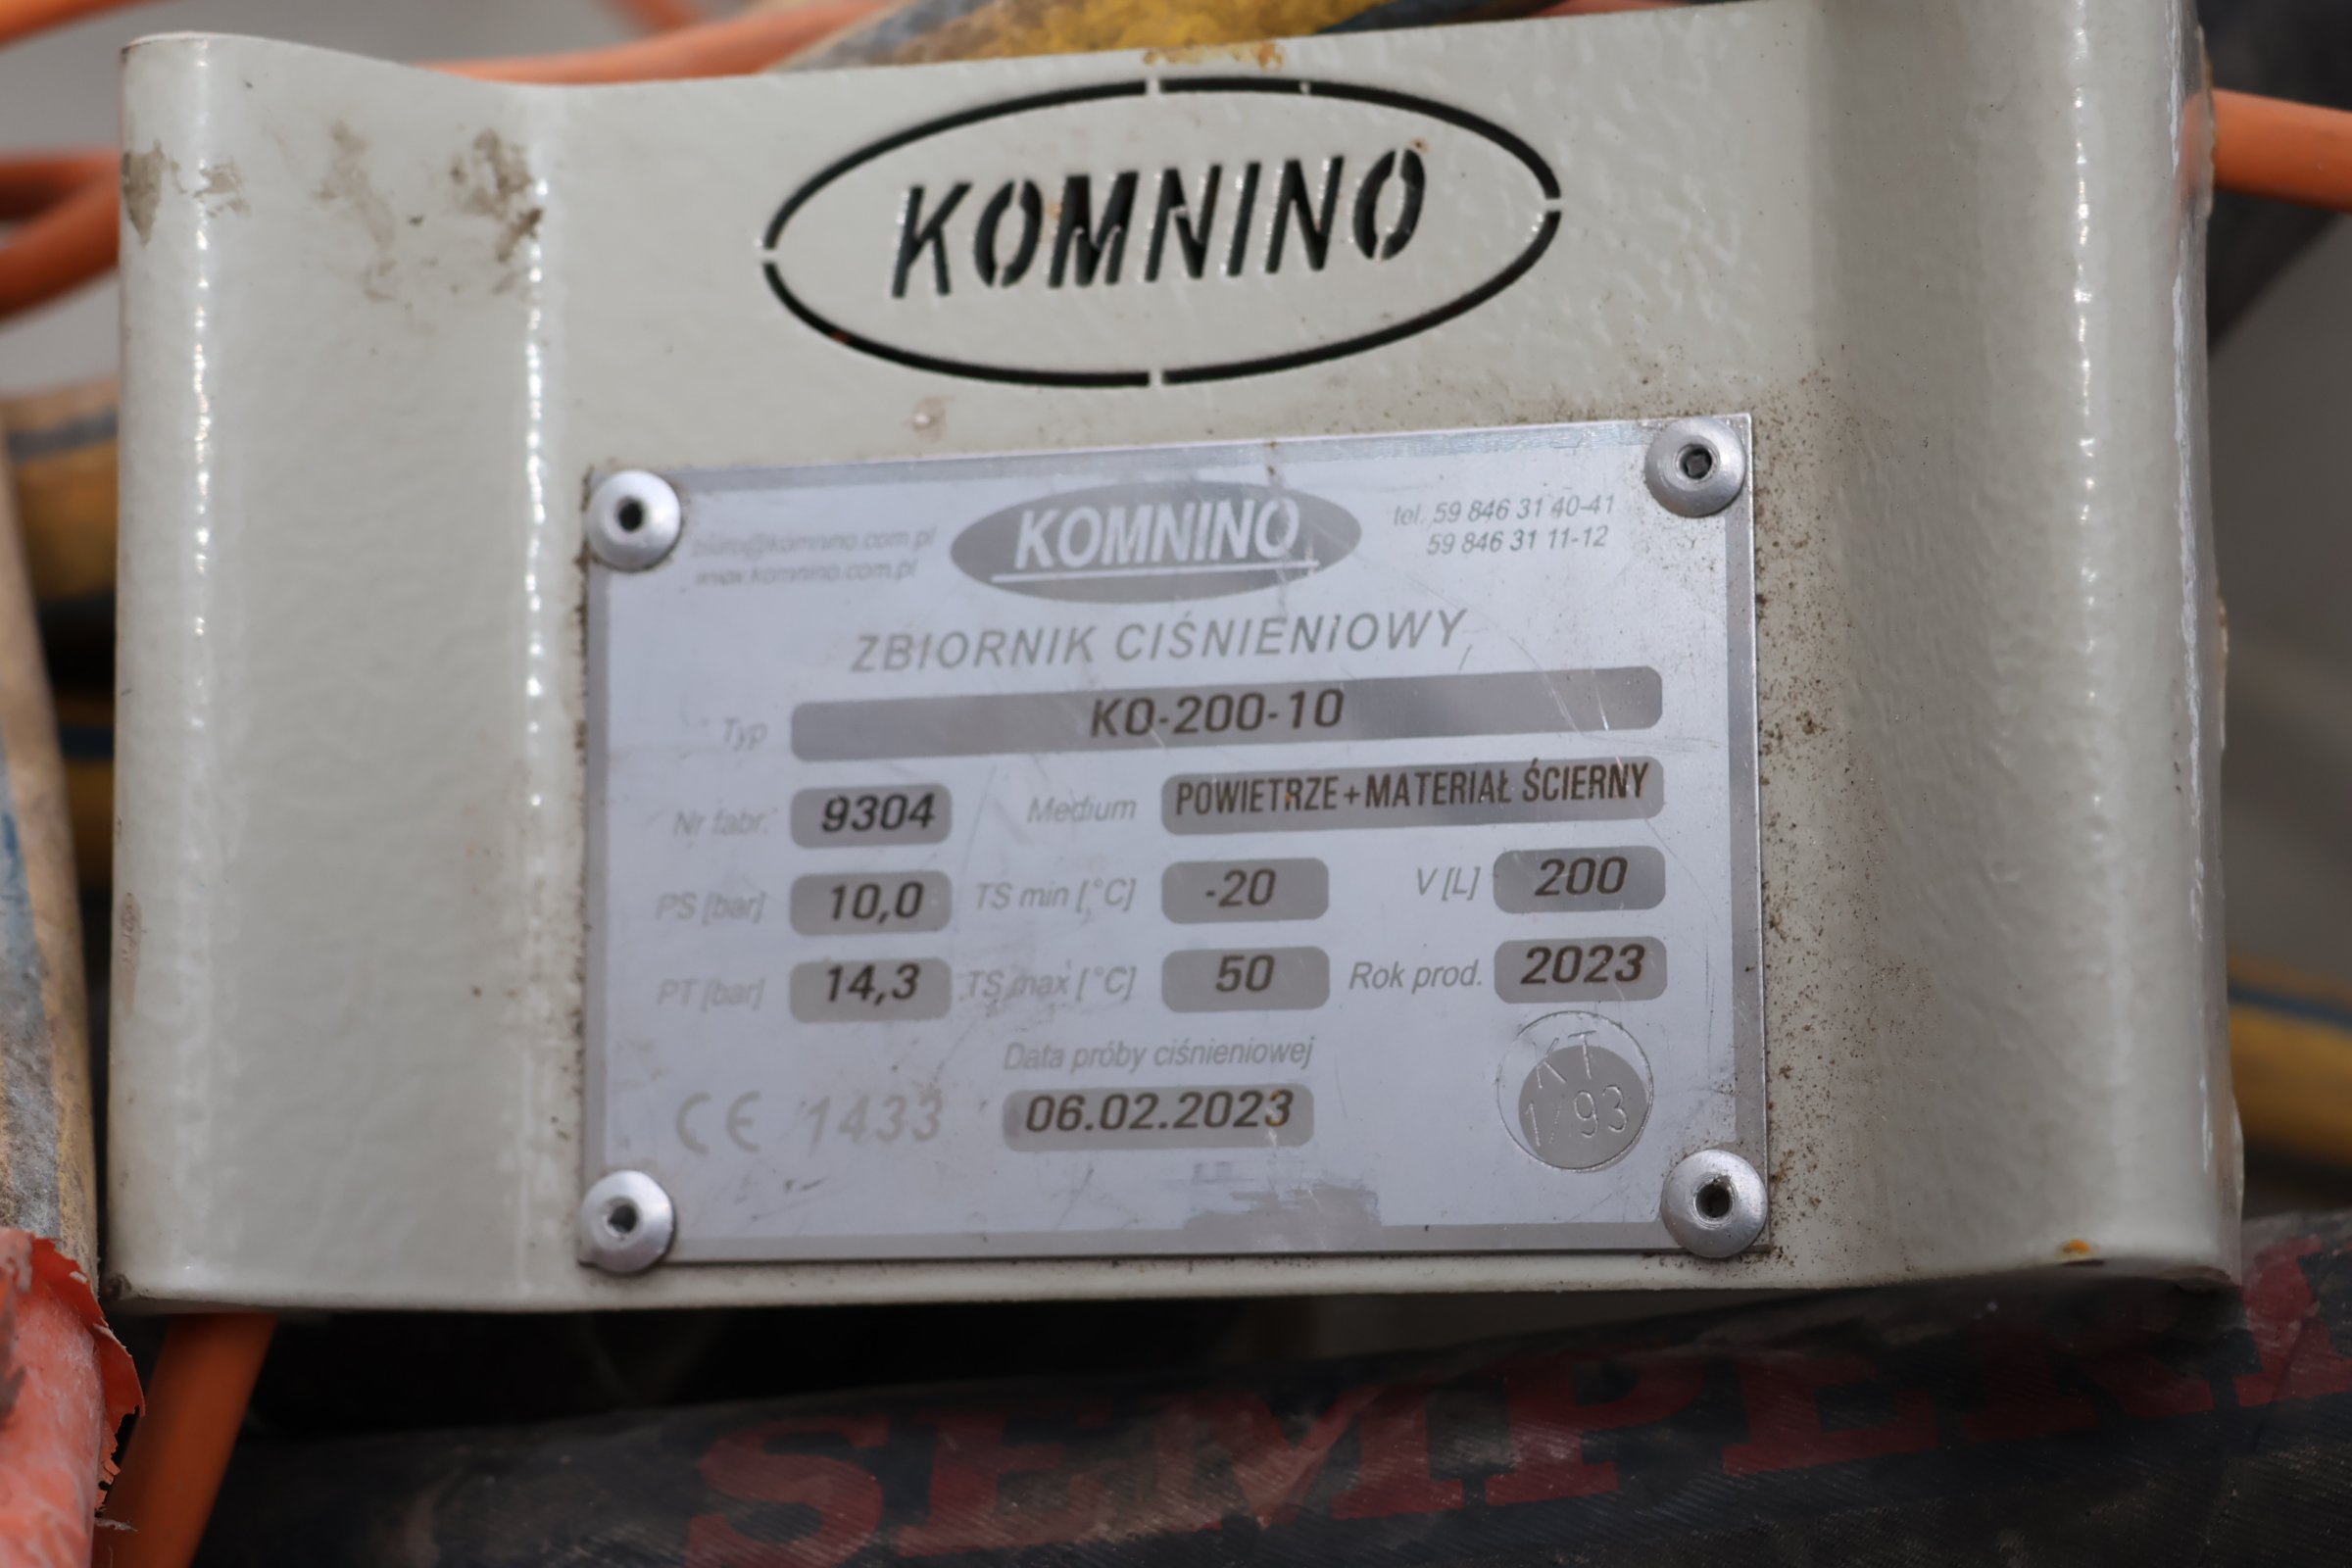 KOMNINO
biuro@komnino.com.pl
www.komnino.com.pl
KOMNINO
tel. 59 846 31 40-41
59 846 31 11-12
ZBIORNIK CIŚNIENIOWY
Typ KO-200-10
Nr fabr. 9304 Medium POWIETRZE+MATERIAŁ ŚCIERNY
PS [bar] 10,0 TS min [°C] -20 V [L] 200
PT [bar] 14,3 TS max [°C] 50 Rok prod. 2023
Data próby ciśnieniowej
CE 1433 06.02.2023
KT
1/93